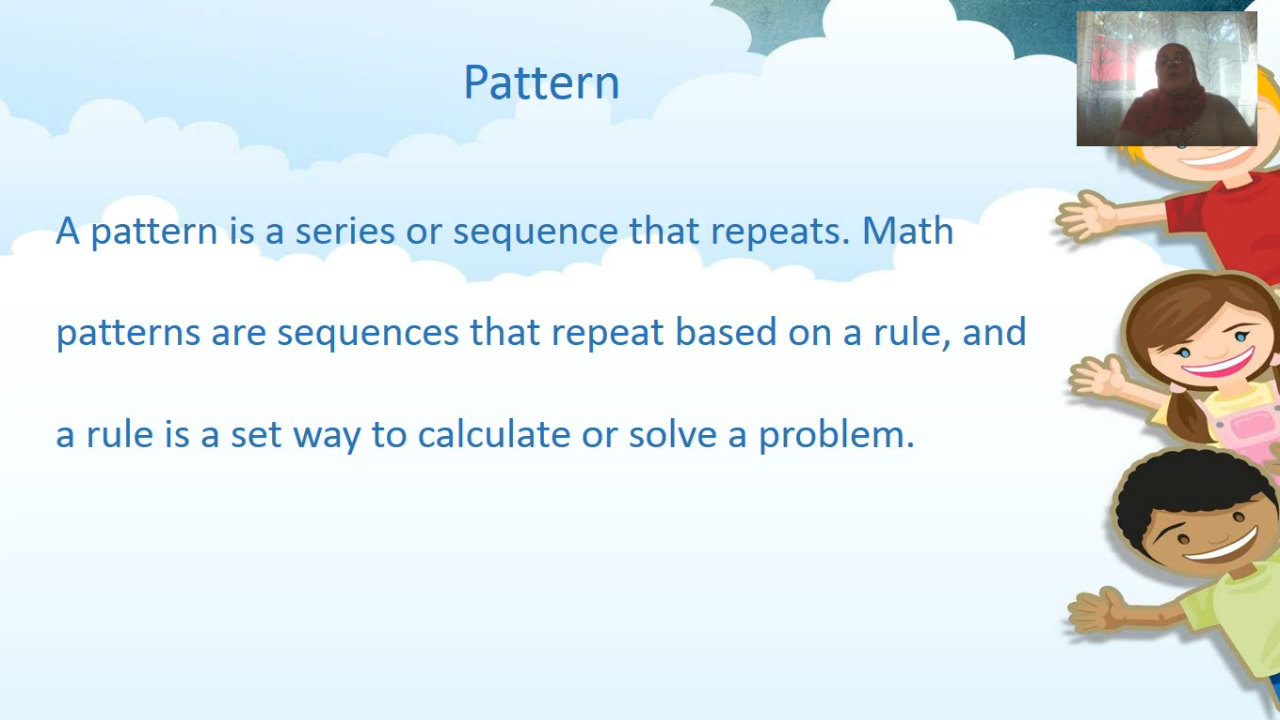 Pattern
A pattern is a series or sequence that repeats. Math
patterns are sequences that repeat based on a rule, and
a rule is a set way to calculate or solve a problem.